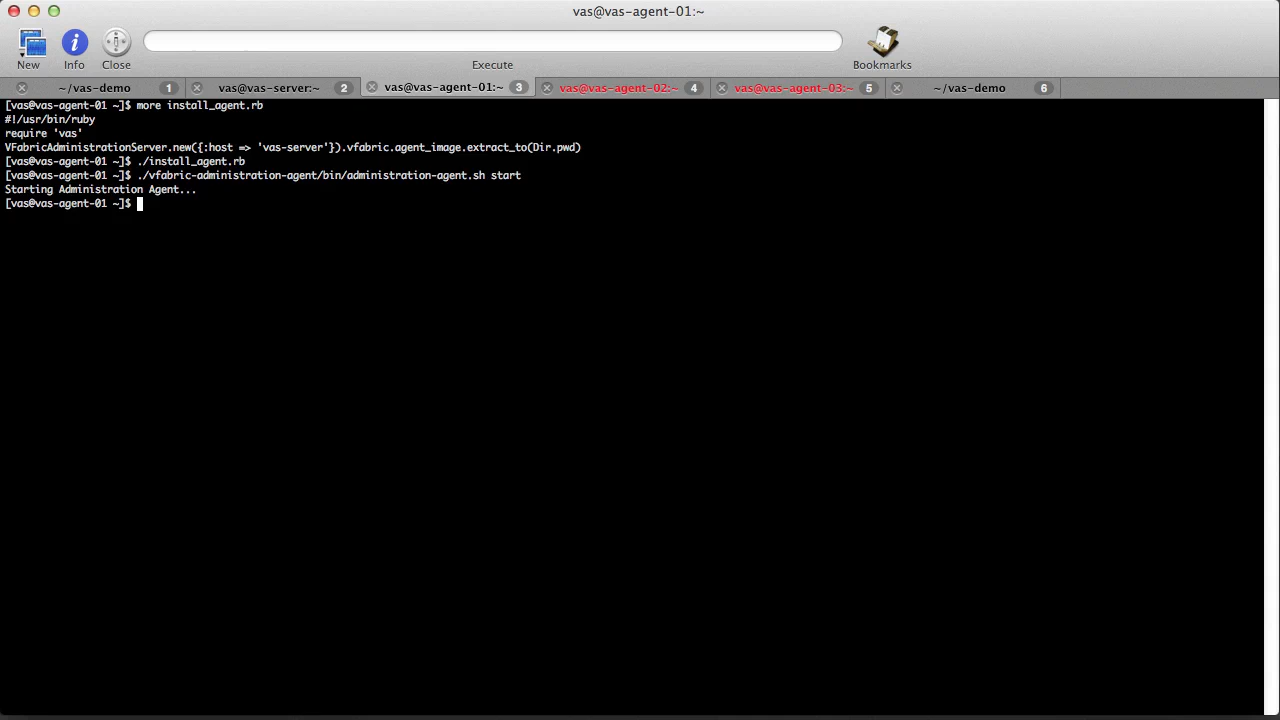 vas@vas-agent-01:~
New Info Close Execute Bookmarks
~/vas-demo 1 vas@vas-server:~ 2 vas@vas-agent-01:~ 3 vas@vas-agent-02:~ 4 vas@vas-agent-03:~ 5 ~/vas-demo 6
[vas@vas-agent-01 ~]$ more install_agent.rb
#!/usr/bin/ruby
require 'vas'
VFabricAdministrationServer.new({:host => 'vas-server'}).vfabric.agent_image.extract_to(Dir.pwd)
[vas@vas-agent-01 ~]$ ./install_agent.rb
[vas@vas-agent-01 ~]$ ./vfabric-administration-agent/bin/administration-agent.sh start
Starting Administration Agent...
[vas@vas-agent-01 ~]$